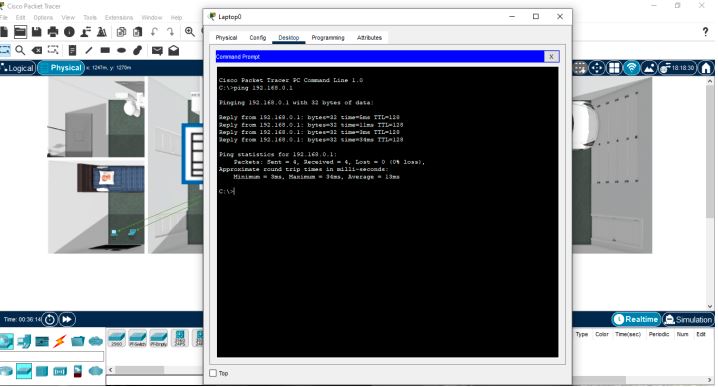 Cisco Packet Tracer
File Edit Options View Tools Extensions Window Help
Logical Physical x: 1247m, y: 1270m
18:18:30
Laptop0
Physical Config Desktop Programming Attributes
Command Prompt X
Cisco Packet Tracer PC Command Line 1.0
C:\>ping 192.168.0.1
Pinging 192.168.0.1 with 32 bytes of data:
Reply from 192.168.0.1: bytes=32 time=6ms TTL=128
Reply from 192.168.0.1: bytes=32 time=11ms TTL=128
Reply from 192.168.0.1: bytes=32 time=3ms TTL=128
Reply from 192.168.0.1: bytes=32 time=34ms TTL=128
Ping statistics for 192.168.0.1:
Packets: Sent = 4, Received = 4, Lost = 0 (0% loss),
Approximate round trip times in milli-seconds:
Minimum = 3ms, Maximum = 34ms, Average = 13ms
C:\>
Top
Time: 00:36:14
Realtime Simulation
2960 PT-Switch PT-Empty
Type Color Time(sec) Periodic Num Edit